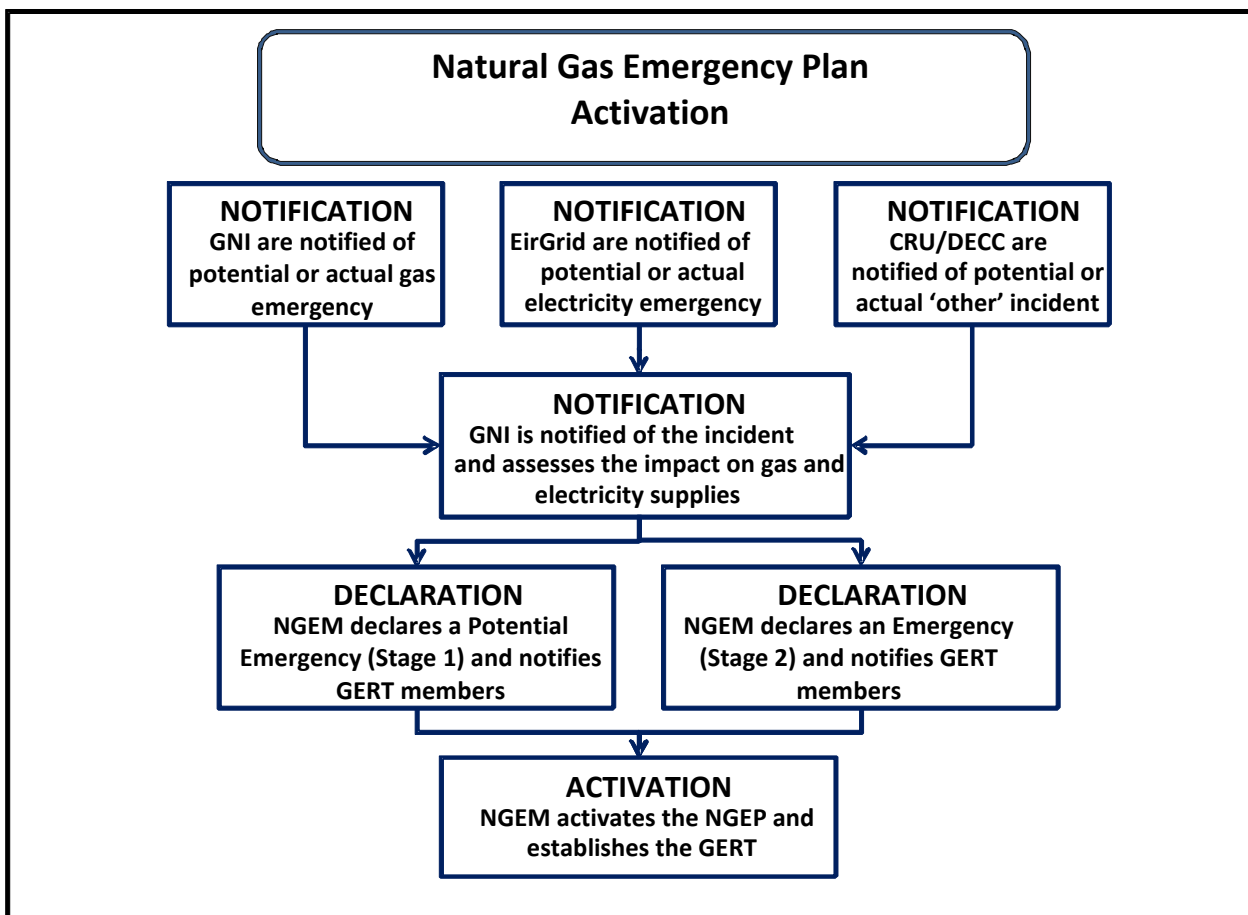 Natural Gas Emergency Plan
Activation
NOTIFICATION
GNI are notified of
potential or actual gas
emergency
NOTIFICATION
EirGrid are notified of
potential or actual
electricity emergency
NOTIFICATION
CRU/DECC are
notified of potential or
actual ‘other’ incident
NOTIFICATION
GNI is notified of the incident
and assesses the impact on gas and
electricity supplies
DECLARATION
NGEM declares a Potential
Emergency (Stage 1) and notifies
GERT members
DECLARATION
NGEM declares an Emergency
(Stage 2) and notifies GERT
members
ACTIVATION
NGEM activates the NGEP and
establishes the GERT